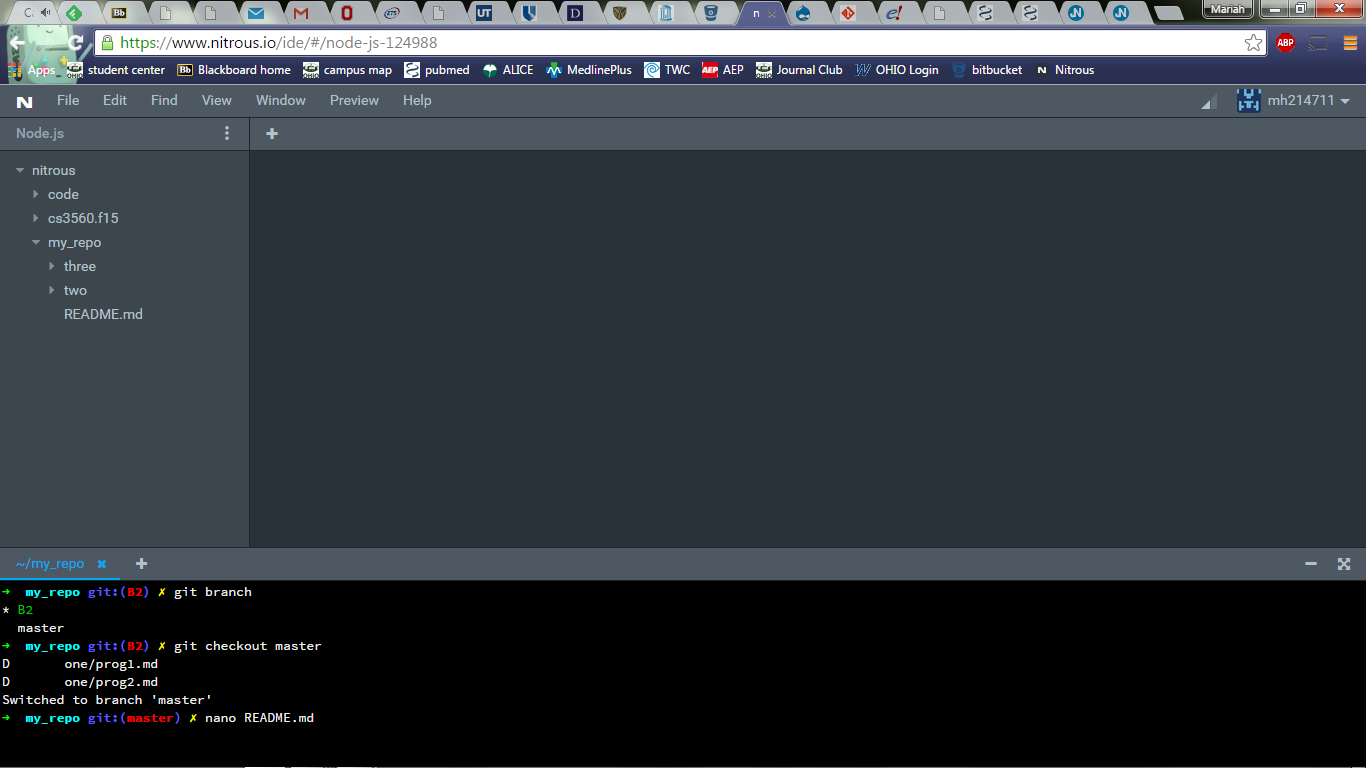 Mariah
https://www.nitrous.io/ide/#/node-js-124988
ABP
Apps student center Bb Blackboard home campus map pubmed ALICE MedlinePlus TWC AEP AEP Journal Club OHIO Login bitbucket N Nitrous
N File Edit Find View Window Preview Help mh214711
Node.js
nitrous
code
cs3560.f15
my_repo
three
two
README.md
~/my_repo
➜ my_repo git:(B2) ✗ git branch
* B2
master
➜ my_repo git:(B2) ✗ git checkout master
D one/prog1.md
D one/prog2.md
Switched to branch 'master'
➜ my_repo git:(master) ✗ nano README.md